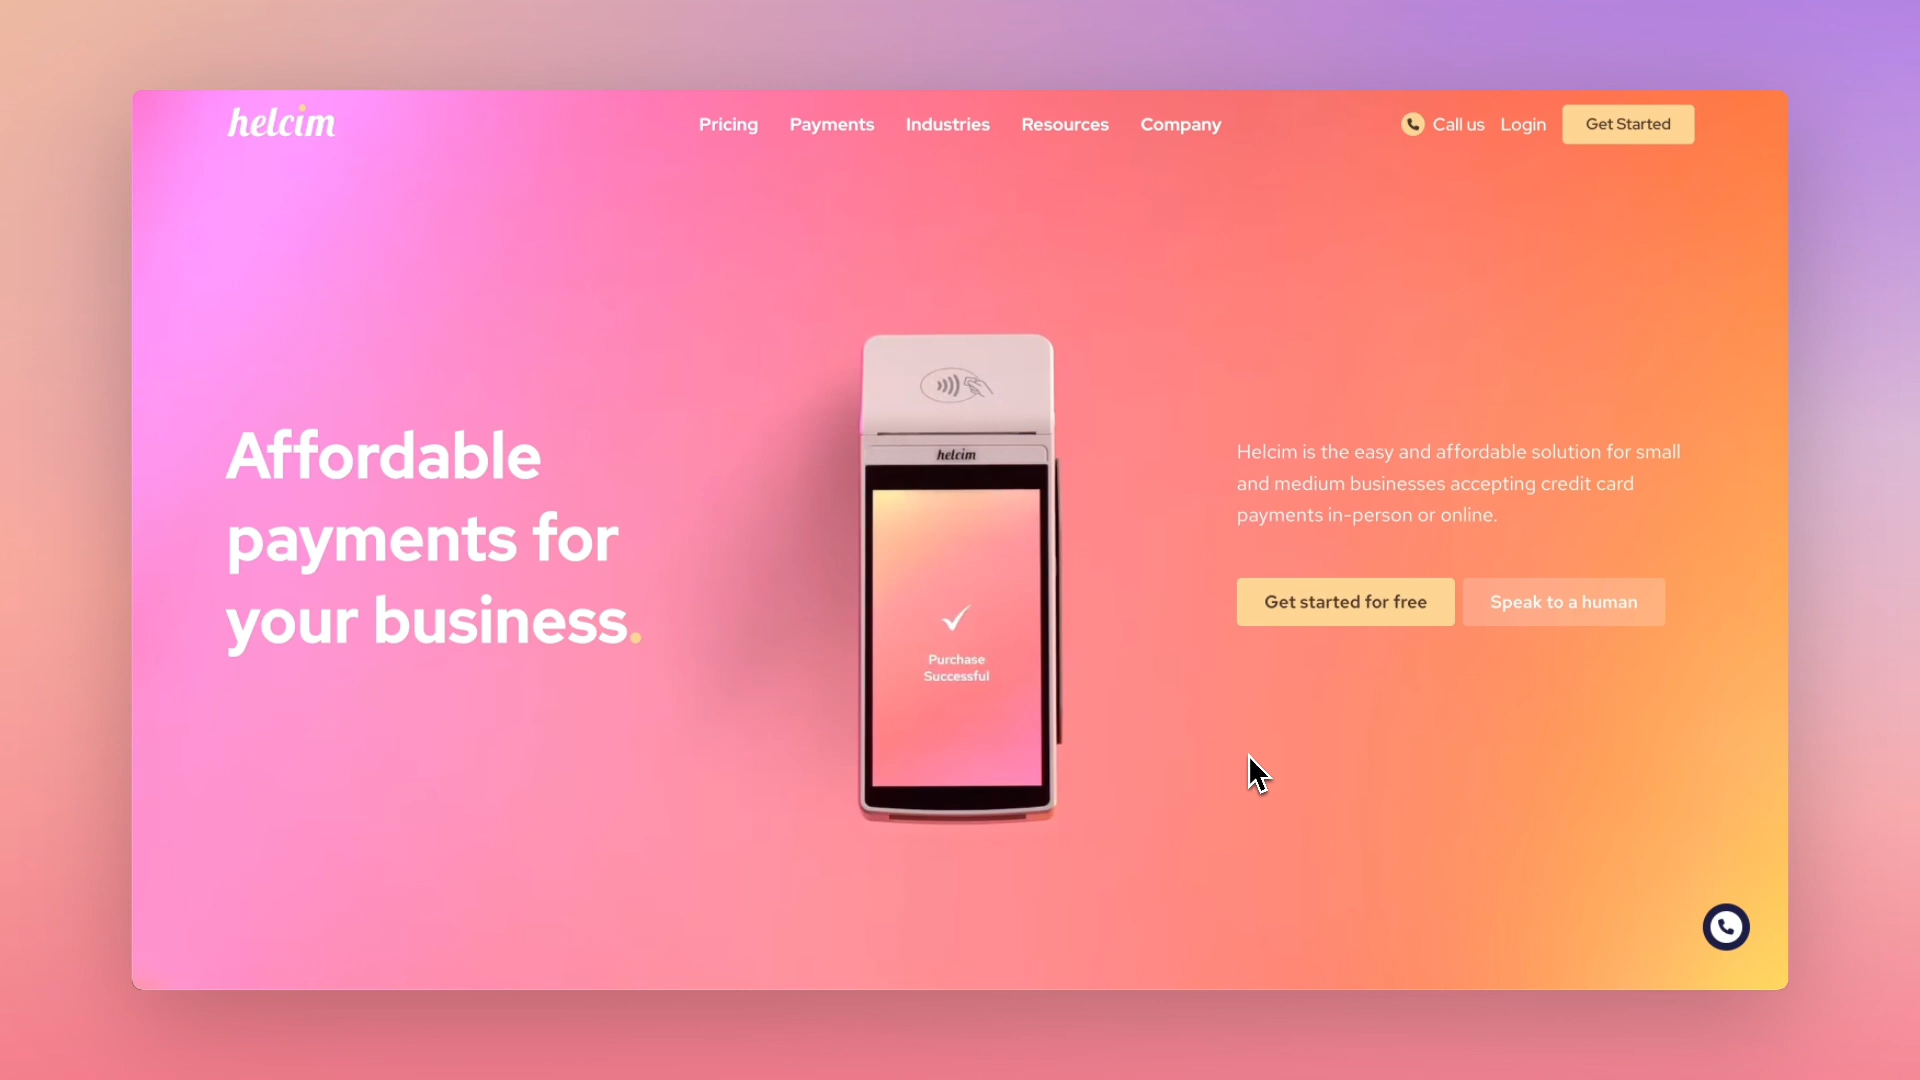 helcim
Pricing
Payments
Industries
Resources
Company
Call us
Login
Get Started
Affordable
payments for
your business.
helcim
Purchase
Successful
Helcim is the easy and affordable solution for small
and medium businesses accepting credit card
payments in-person or online.
Get started for free
Speak to a human